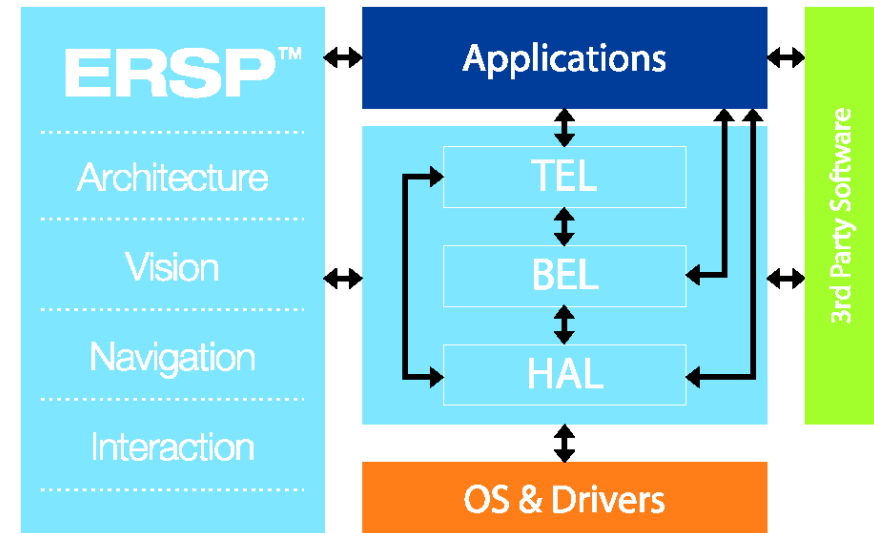 ERSP™
Architecture
Vision
Navigation
Interaction
Applications
TEL
BEL
HAL
OS & Drivers
3rd Party Software